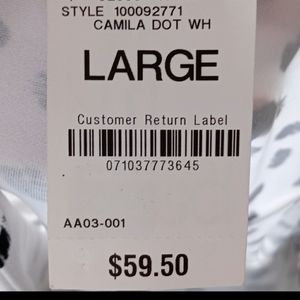 STYLE 100092771
CAMILA DOT WH
LARGE
Customer Return Label
071037773645
AA03-001
$59.50